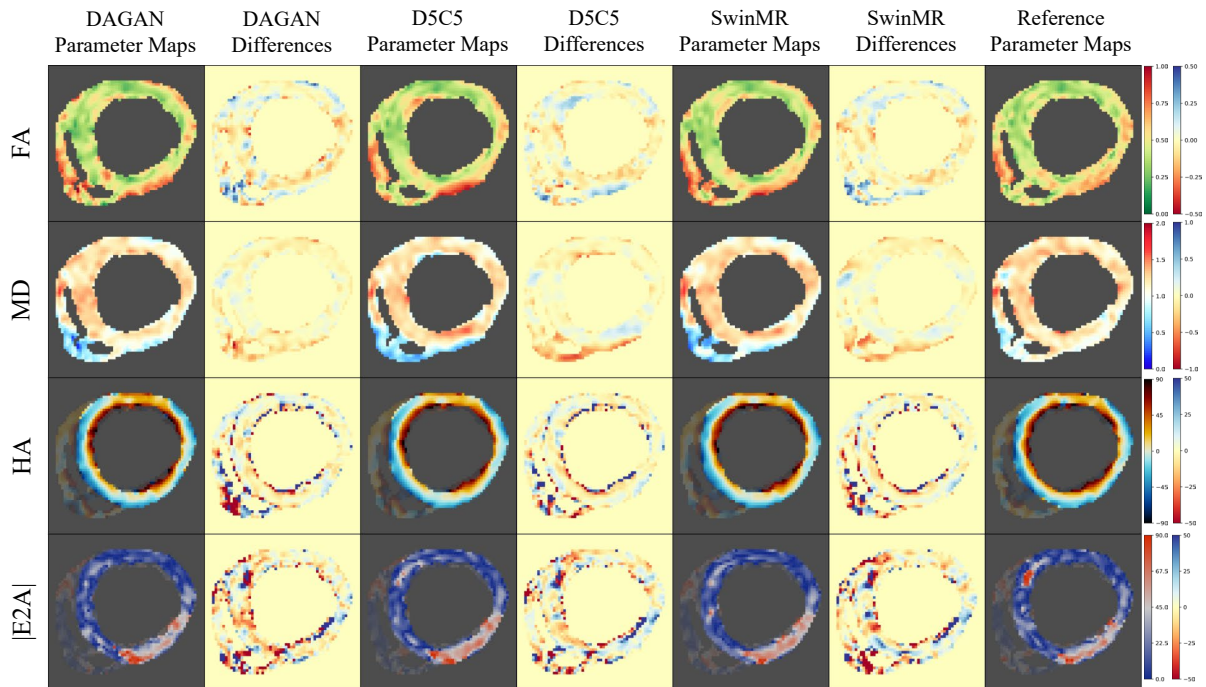 DAGAN
Parameter Maps
DAGAN
Differences
D5C5
Parameter Maps
D5C5
Differences
SwinMR
Parameter Maps
SwinMR
Differences
Reference
Parameter Maps
FA
1.00
0.75
0.50
0.25
0.00
0.50
0.25
0.00
−0.25
−0.50
MD
2.0
1.5
1.0
0.5
0.0
1.0
0.5
0.0
−0.5
−1.0
HA
90
45
0
−45
−90
50
25
0
−25
−50
|E2A|
90.0
67.5
45.0
22.5
0.0
50
25
0
−25
−50